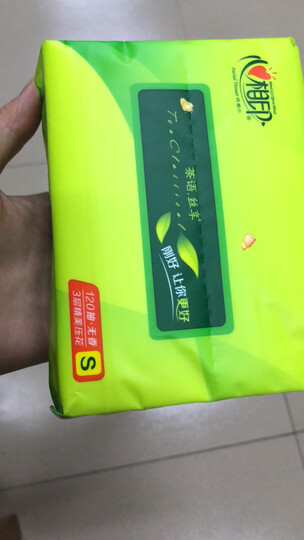 心相印
Tea Classical
茶语.丝享
刚好 让你更好
120抽·无香
3层精美压花
S